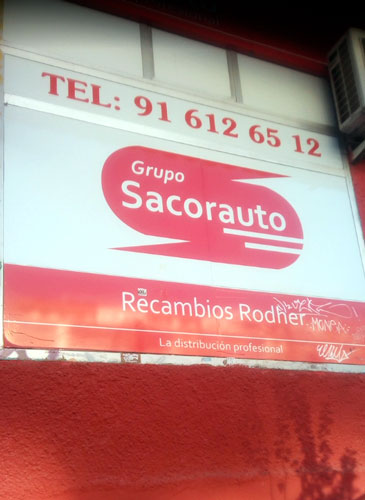 TEL: 91 612 65 12
Grupo
Sacorauto
Recambios Rodher
La distribución profesional